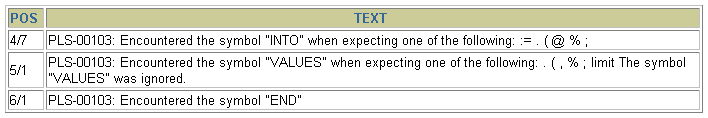 POS TEXT
4/7 PLS-00103: Encountered the symbol "INTO" when expecting one of the following: := . ( @ % ;
5/1 PLS-00103: Encountered the symbol "VALUES" when expecting one of the following: . ( , % ; limit The symbol
"VALUES" was ignored.
6/1 PLS-00103: Encountered the symbol "END"